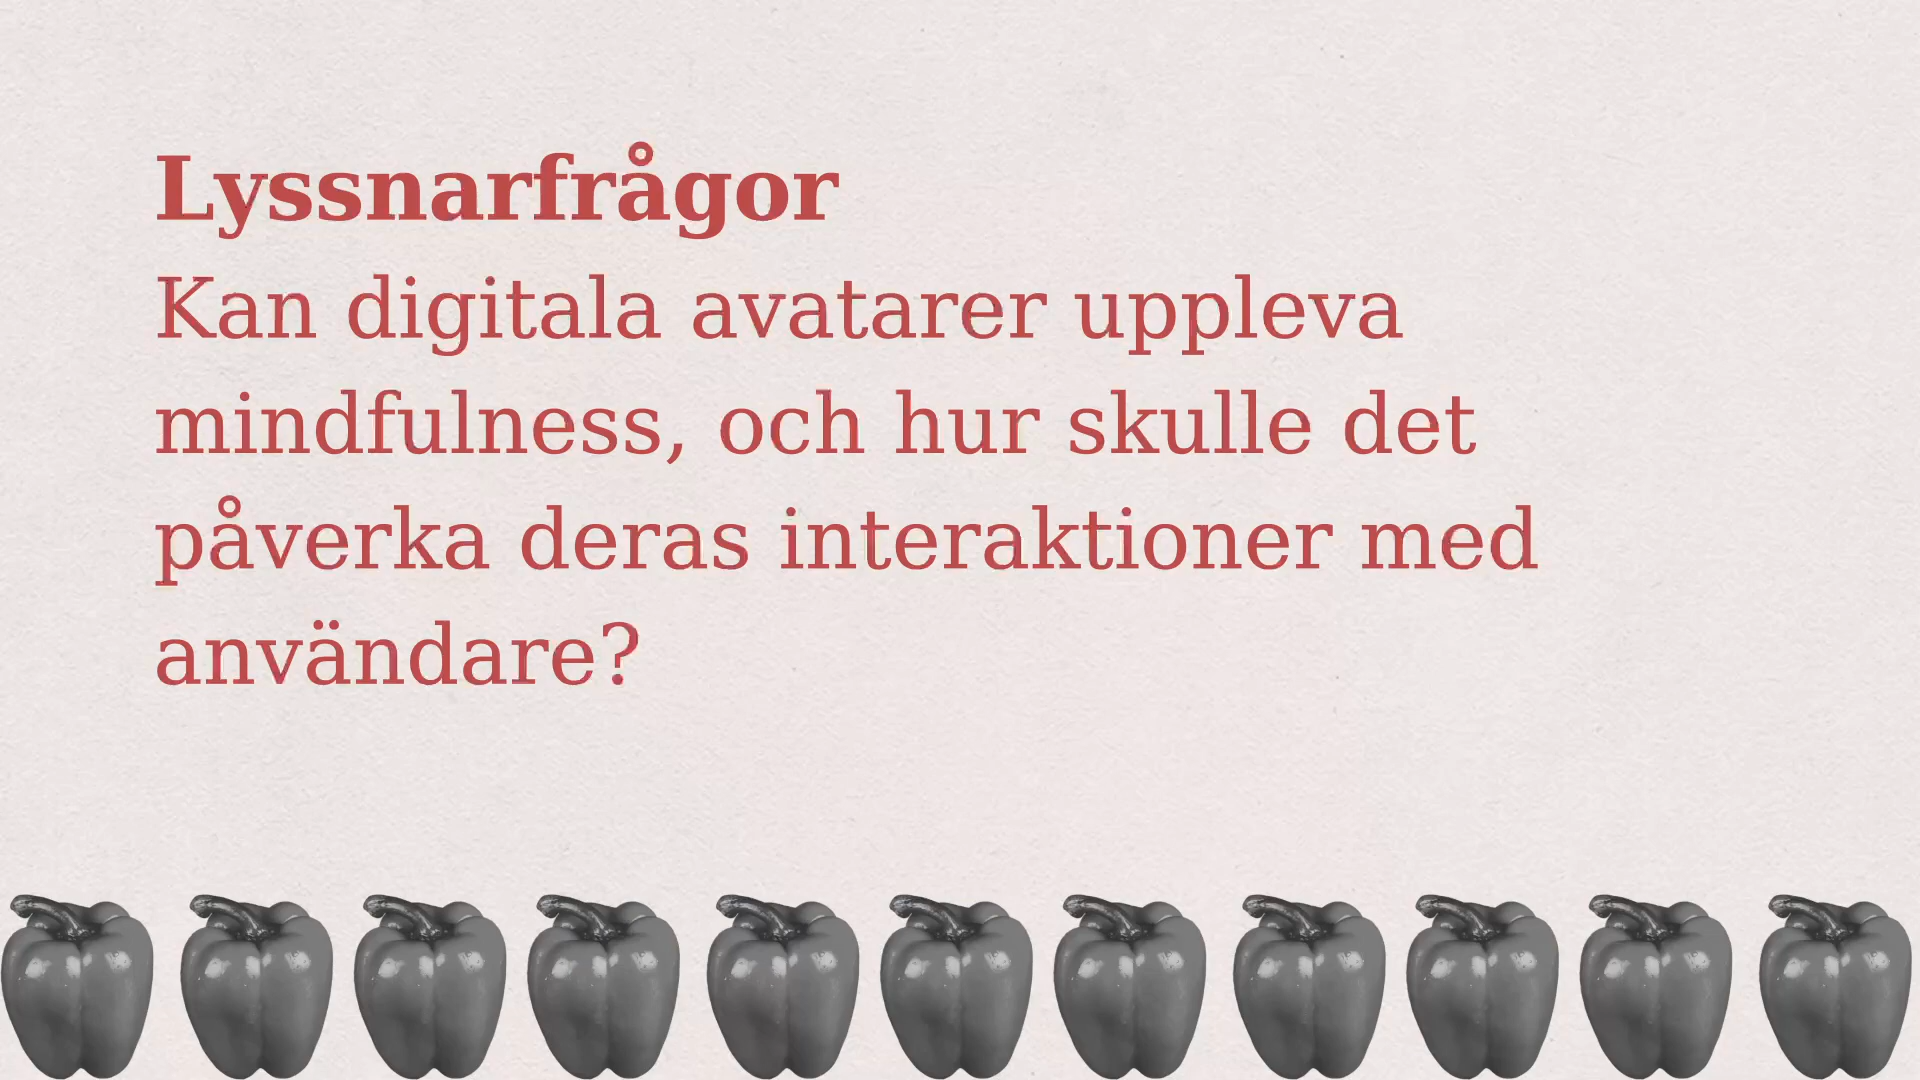 Lyssnarfrågor
Kan digitala avatarer uppleva
mindfulness, och hur skulle det
påverka deras interaktioner med
användare?